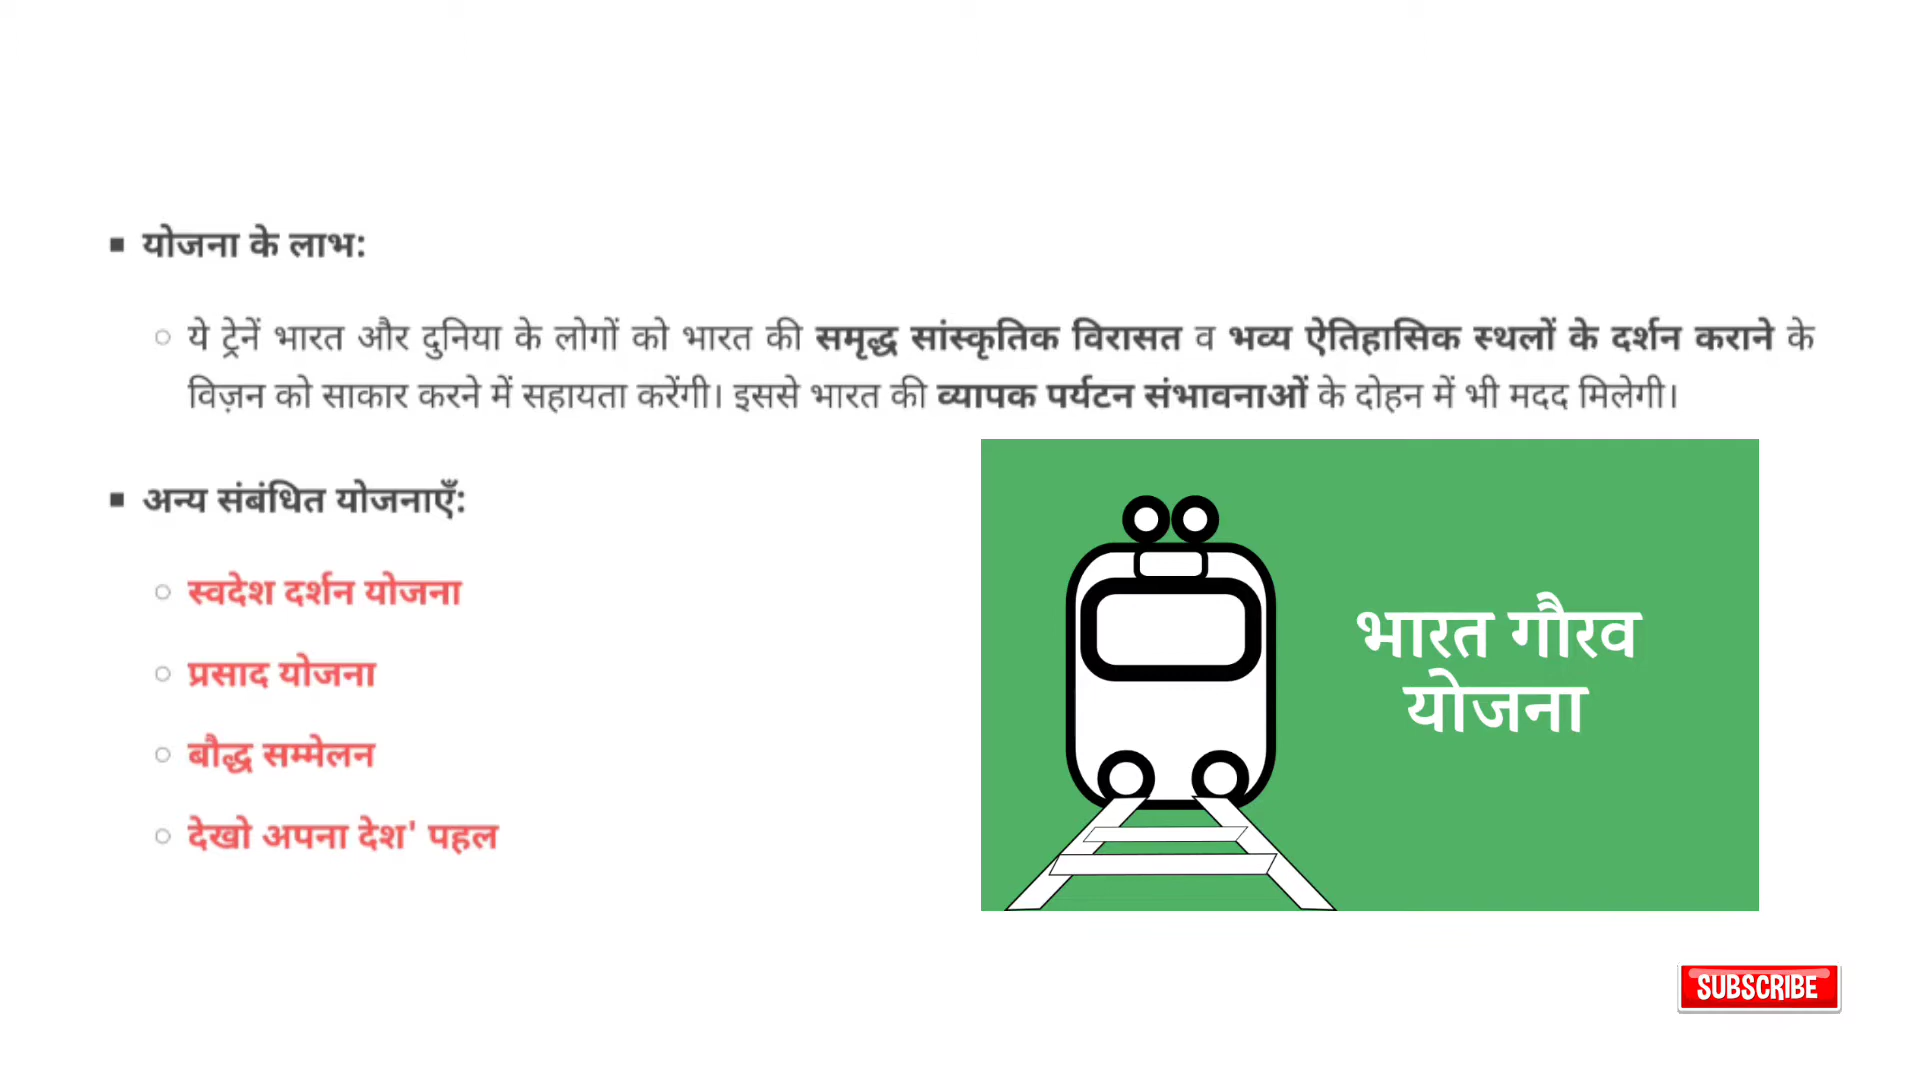 योजना के लाभ:
ये ट्रेनें भारत और दुनिया के लोगों को भारत की समृद्ध सांस्कृतिक विरासत व भव्य ऐतिहासिक स्थलों के दर्शन कराने के
विज़न को साकार करने में सहायता करेंगी। इससे भारत की व्यापक पर्यटन संभावनाओं के दोहन में भी मदद मिलेगी।
अन्य संबंधित योजनाएँ:
स्वदेश दर्शन योजना
प्रसाद योजना
बौद्ध सम्मेलन
देखो अपना देश' पहल
भारत गौरव
योजना
SUBSCRIBE